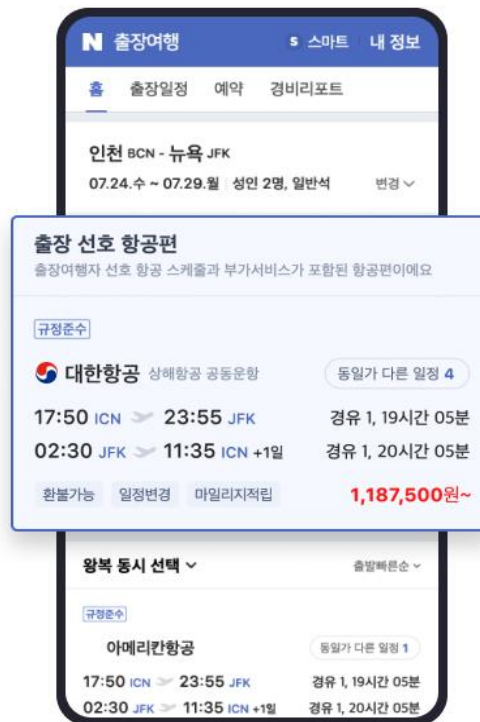 N 출장여행 S 스마트 내 정보
홈 출장일정 예약 경비리포트
인천 BCN - 뉴욕 JFK
07.24.수 ~ 07.29.월 성인 2명, 일반석 변경
출장 선호 항공편
출장여행자 선호 항공 스케줄과 부가서비스가 포함된 항공편이에요
규정준수
대한항공 상해항공 공동운항 동일가 다른 일정 4
17:50 ICN 23:55 JFK 경유 1, 19시간 05분
02:30 JFK 11:35 ICN +1일 경유 1, 20시간 05분
환불가능 일정변경 마일리지적립 1,187,500원~
왕복 동시 선택 출발빠른순
규정준수
아메리칸항공 동일가 다른 일정 1
17:50 ICN 23:55 JFK 경유 1, 19시간 05분
02:30 JFK 11:35 ICN +1일 경유 1, 20시간 05분